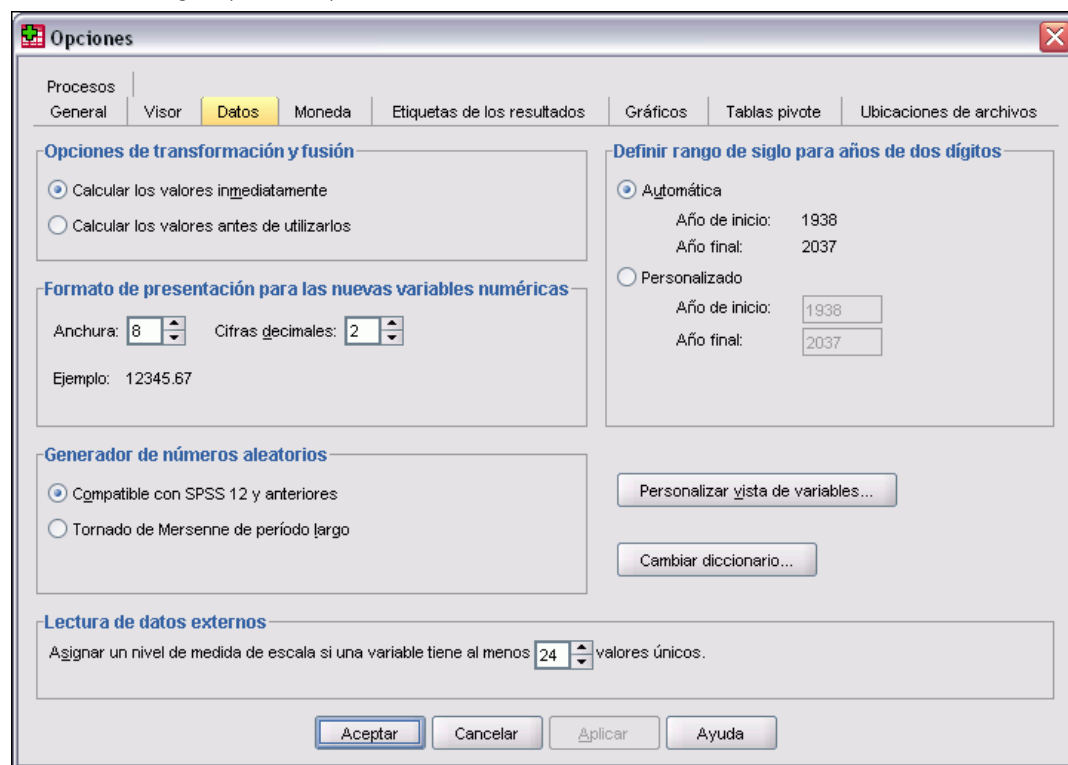 Opciones
Procesos
General Visor Datos Moneda Etiquetas de los resultados Gráficos Tablas pivote Ubicaciones de archivos
Opciones de transformación y fusión
Calcular los valores inmediatamente
Calcular los valores antes de utilizarlos
Definir rango de siglo para años de dos dígitos
Automática
Año de inicio: 1938
Año final: 2037
Personalizado
Año de inicio: 1938
Año final: 2037
Formato de presentación para las nuevas variables numéricas
Anchura: 8 Cifras decimales: 2
Ejemplo: 12345.67
Generador de números aleatorios
Compatible con SPSS 12 y anteriores
Tornado de Mersenne de período largo
Personalizar vista de variables...
Cambiar diccionario...
Lectura de datos externos
Asignar un nivel de medida de escala si una variable tiene al menos 24 valores únicos.
Aceptar Cancelar Aplicar Ayuda